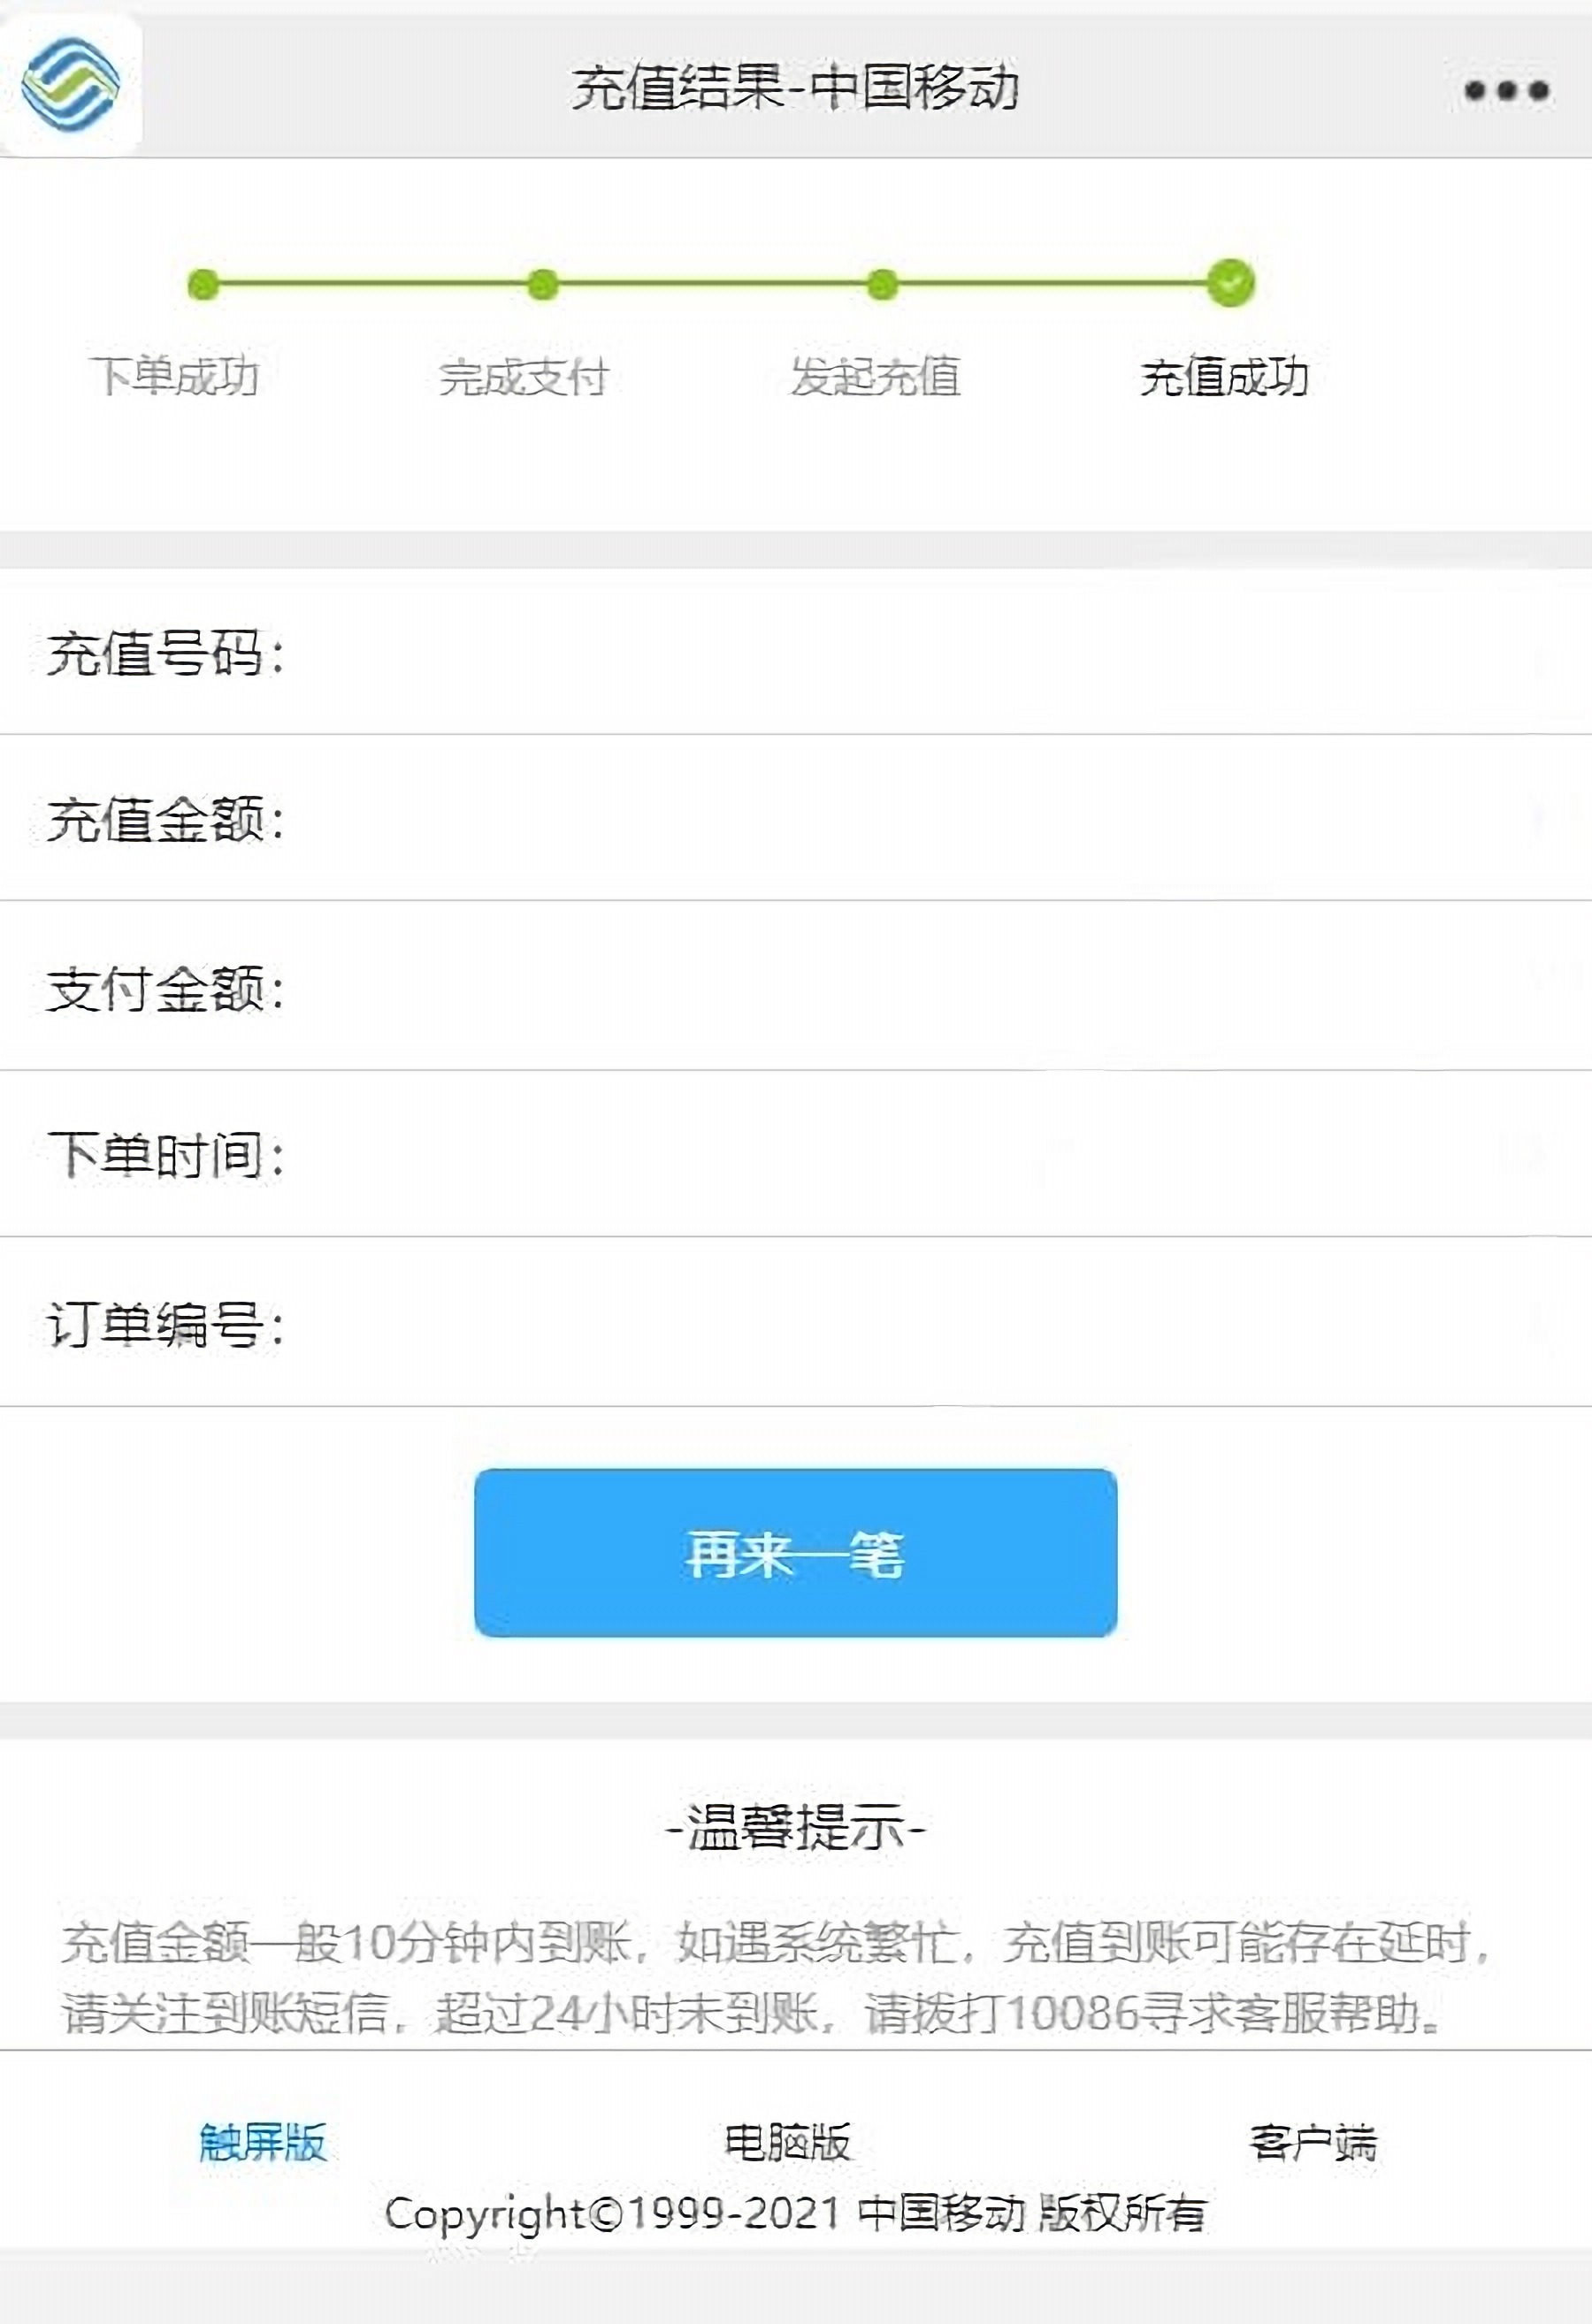 充值结果-中国移动
下单成功 完成支付 发起充值 充值成功
充值号码：
充值金额：
支付金额：
下单时间：
订单编号：
再来一笔
-温馨提示-
充值金额一般10分钟内到账，如遇系统繁忙，充值到账可能存在延时，
请关注到账短信，超过24小时未到账，请拨打10086寻求客服帮助。
触屏版 电脑版 客户端
Copyright©1999-2021 中国移动 版权所有